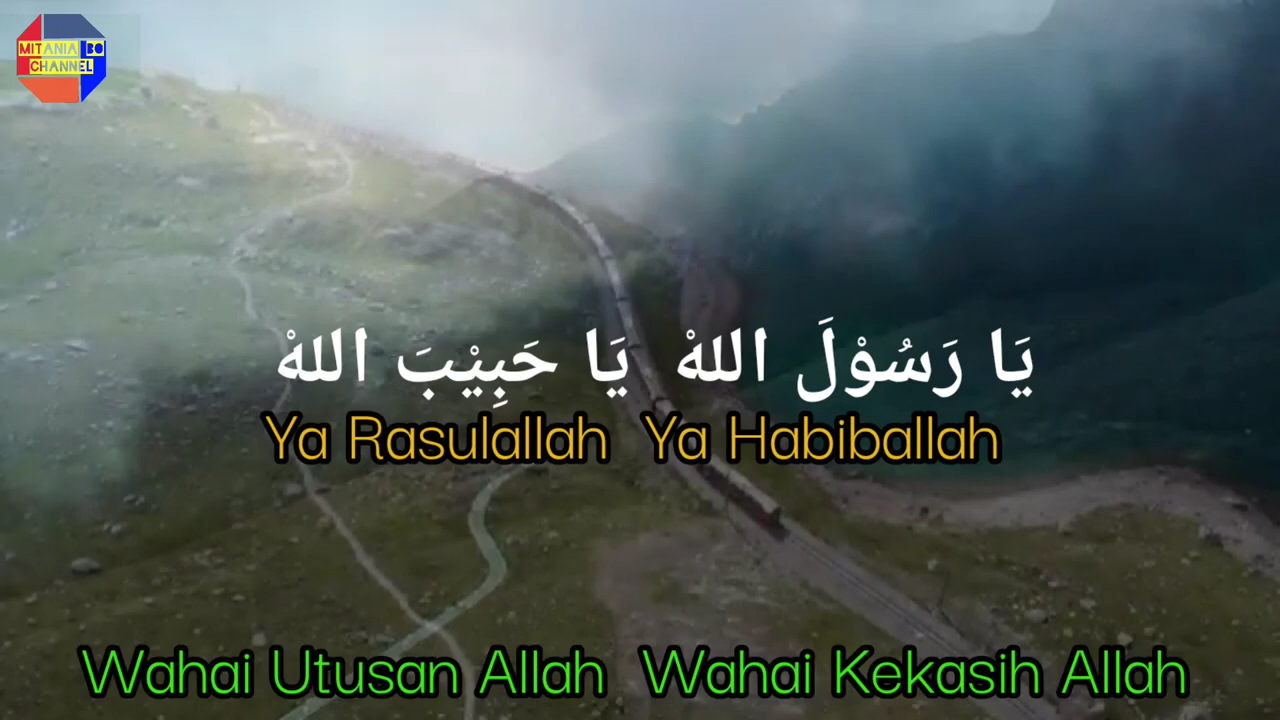 MITANIA BO
CHANNEL
يَا رَسُوْلَ اللهْ يَا حَبِيْبَ اللهْ
Ya Rasulallah Ya Habiballah
Wahai Utusan Allah Wahai Kekasih Allah